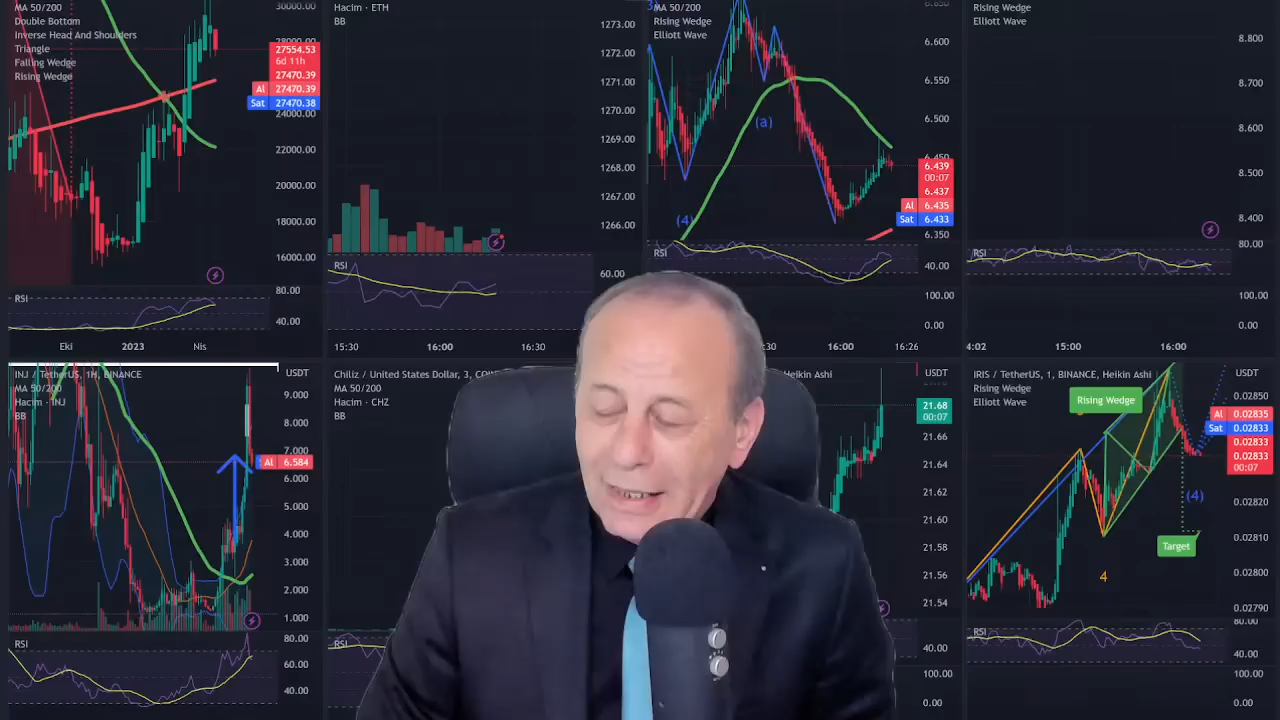 MA 50/200
Double Bottom
Inverse Head And Shoulders
Triangle
Falling Wedge
Rising Wedge
30000.00
27554.53
6d 11h
27470.39
Al 27470.39
Sat 27470.38
24000.00
22000.00
20000.00
18000.00
16000.00
RSI
80.00
40.00
Eki 2023 Nis
Hacim · ETH
BB
1273.00
1272.00
1271.00
1270.00
1269.00
1268.00
1267.00
1266.00
RSI
60.00
15:30 16:00 16:30
MA 50/200
Rising Wedge
Elliott Wave
(a)
(4)
6.600
6.550
6.500
6.450
6.439
00:07
6.437
Al 6.435
Sat 6.433
6.350
RSI
40.00
100.00
0.00
16:00 16:26
Rising Wedge
Elliott Wave
8.800
8.700
8.600
8.500
8.400
RSI
80.00
100.00
0.00
4:02 15:00 16:00
INJ / TetherUS, 1H, BINANCE
MA 50/200
Hacim · INJ
BB
USDT
9.000
8.000
7.000
Al 6.584
6.000
5.000
4.000
3.000
2.000
1.000
RSI
80.00
60.00
40.00
Chiliz / United States Dollar, 3,
MA 50/200
Hacim · CHZ
BB
RSI
Heikin Ashi
USDT
21.68
00:07
21.66
21.64
21.62
21.60
21.58
21.56
21.54
40.00
100.00
0.00
IRIS / TetherUS, 1, BINANCE, Heikin Ashi
Rising Wedge
Elliott Wave
Rising Wedge
(4)
Target
4
USDT
0.02850
Al 0.02835
Sat 0.02833
0.02833
0.02833
00:07
0.02820
0.02810
0.02800
0.02790
RSI
80.00
40.00
100.00
0.00